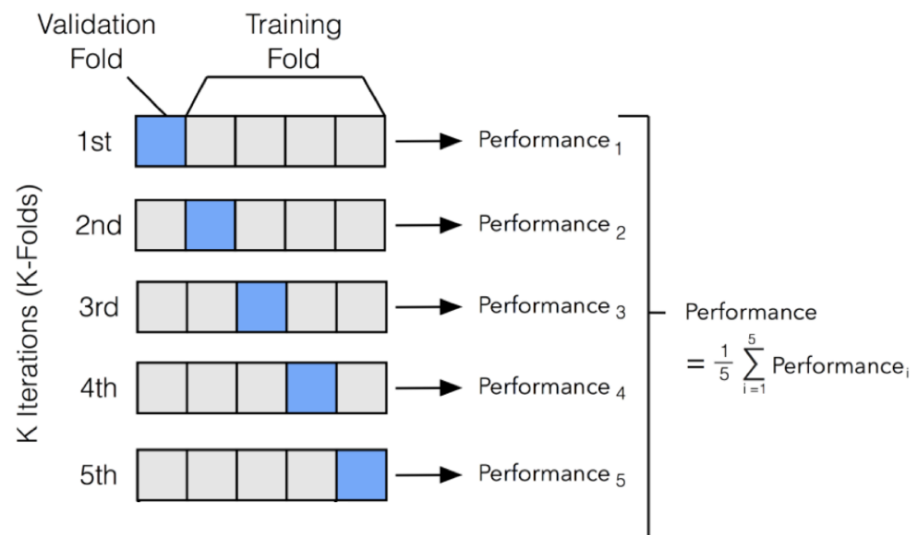 Validation
Fold
Training
Fold
K Iterations (K-Folds)
1st
Performance 1
2nd
Performance 2
3rd
Performance 3
4th
Performance 4
5th
Performance 5
Performance
= 1/5 5∑i=1 Performance i